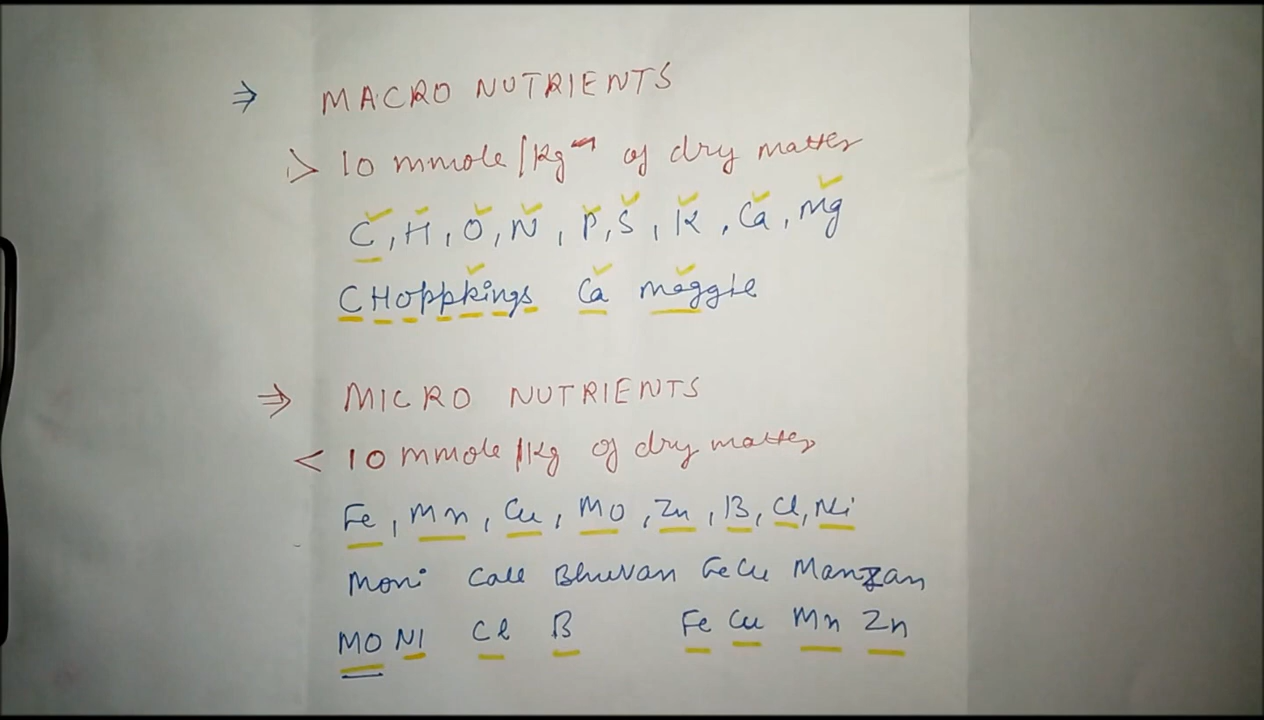 ⇒ MACRO NUTRIENTS
> 10 mmole/kg⁻¹ of dry matter
C, H, O, N, P, S, K, Ca, Mg
CHOppkings Ca maggie
⇒ MICRO NUTRIENTS
< 10 mmole/kg of dry matter
Fe, Mn, Cu, MO, Zn, B, Cl, Ni
Moni Call Bhuvan FeCu Manzan
MO NI Cl B Fe Cu Mn Zn